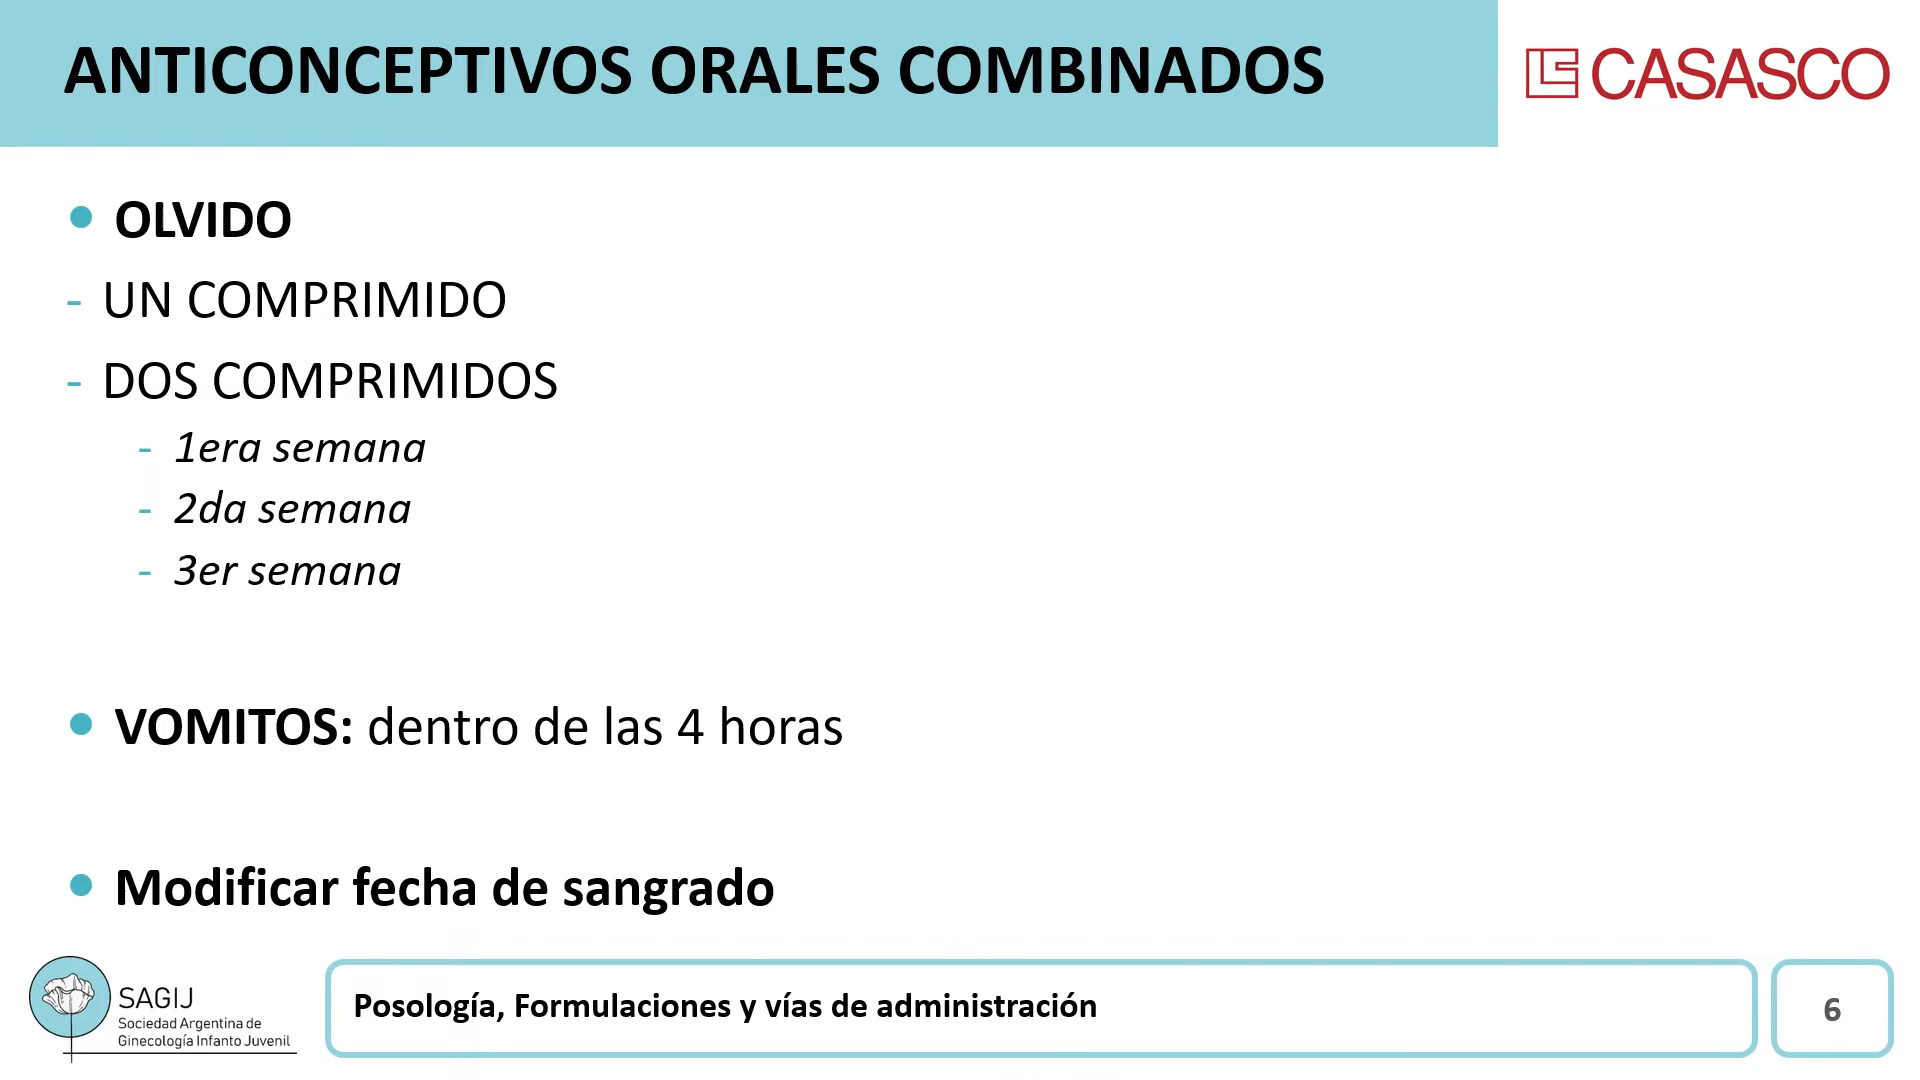 ANTICONCEPTIVOS ORALES COMBINADOS
CASASCO
• OLVIDO
- UN COMPRIMIDO
- DOS COMPRIMIDOS
- 1era semana
- 2da semana
- 3er semana
• VOMITOS: dentro de las 4 horas
• Modificar fecha de sangrado
SAGIJ
Sociedad Argentina de
Ginecología Infanto Juvenil
Posología, Formulaciones y vías de administración
6